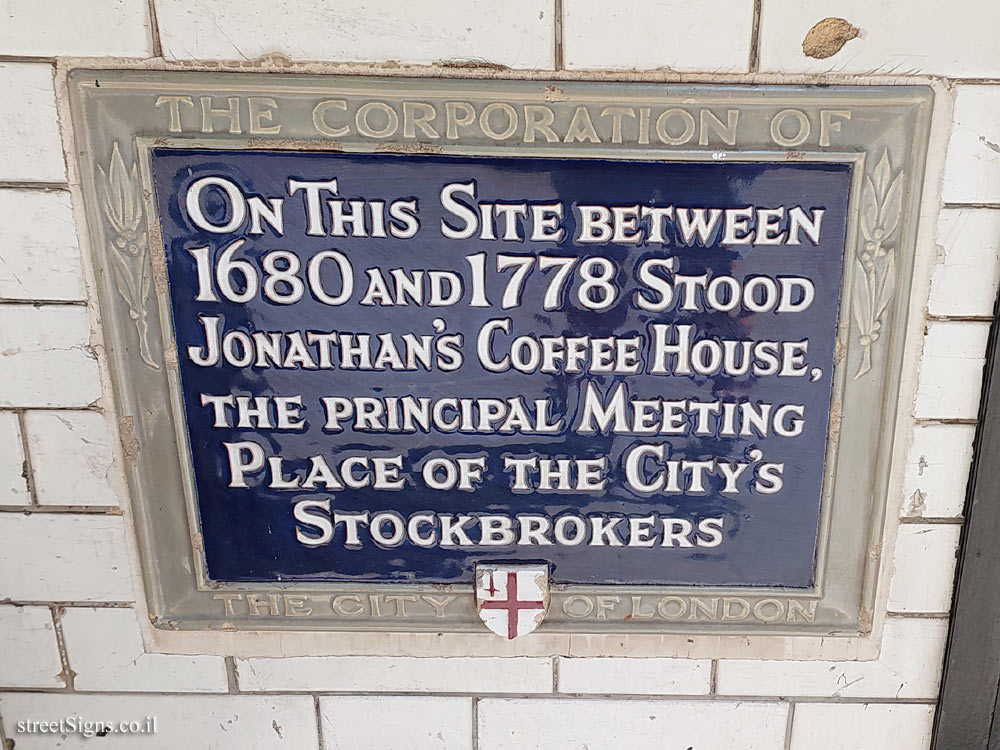 THE CORPORATION OF
ON THIS SITE BETWEEN
1680 AND 1778 STOOD
JONATHAN'S COFFEE HOUSE,
THE PRINCIPAL MEETING
PLACE OF THE CITY'S
STOCKBROKERS
THE CITY OF LONDON
streetSigns.co.il